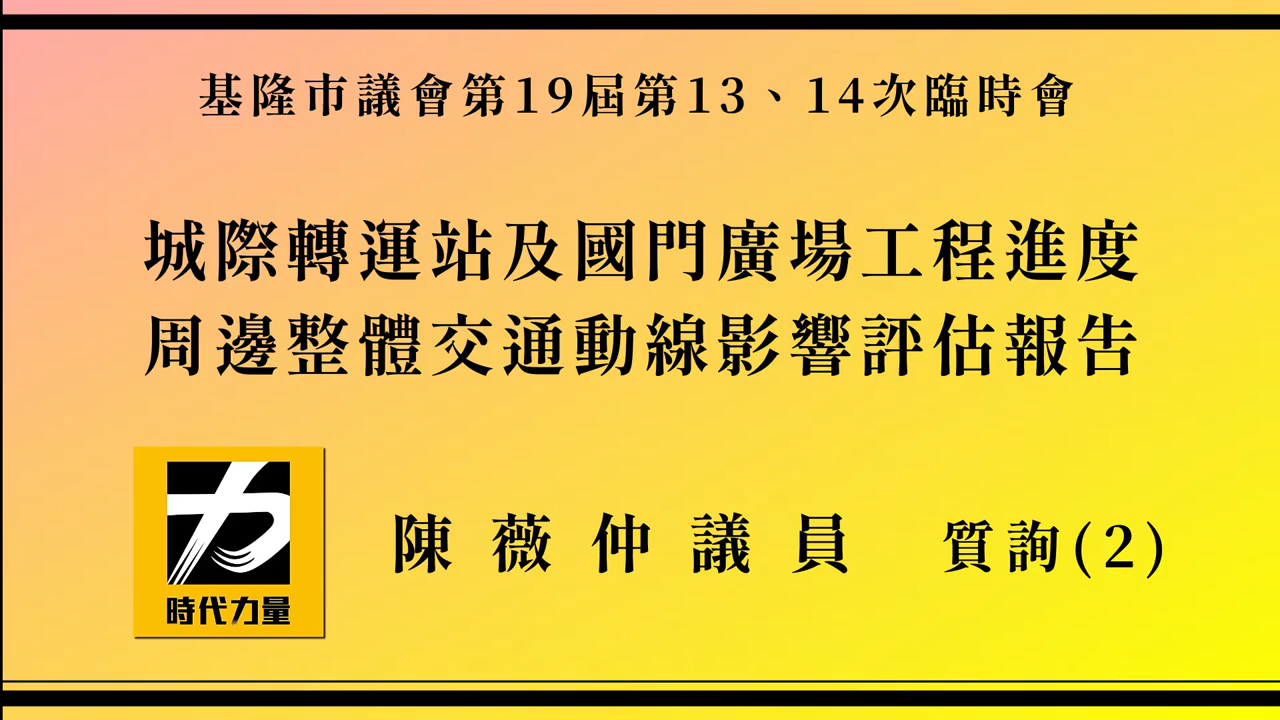 基隆市議會第19屆第13、14次臨時會
城際轉運站及國門廣場工程進度
周邊整體交通動線影響評估報告
陳薇仲議員 質詢(2)
時代力量